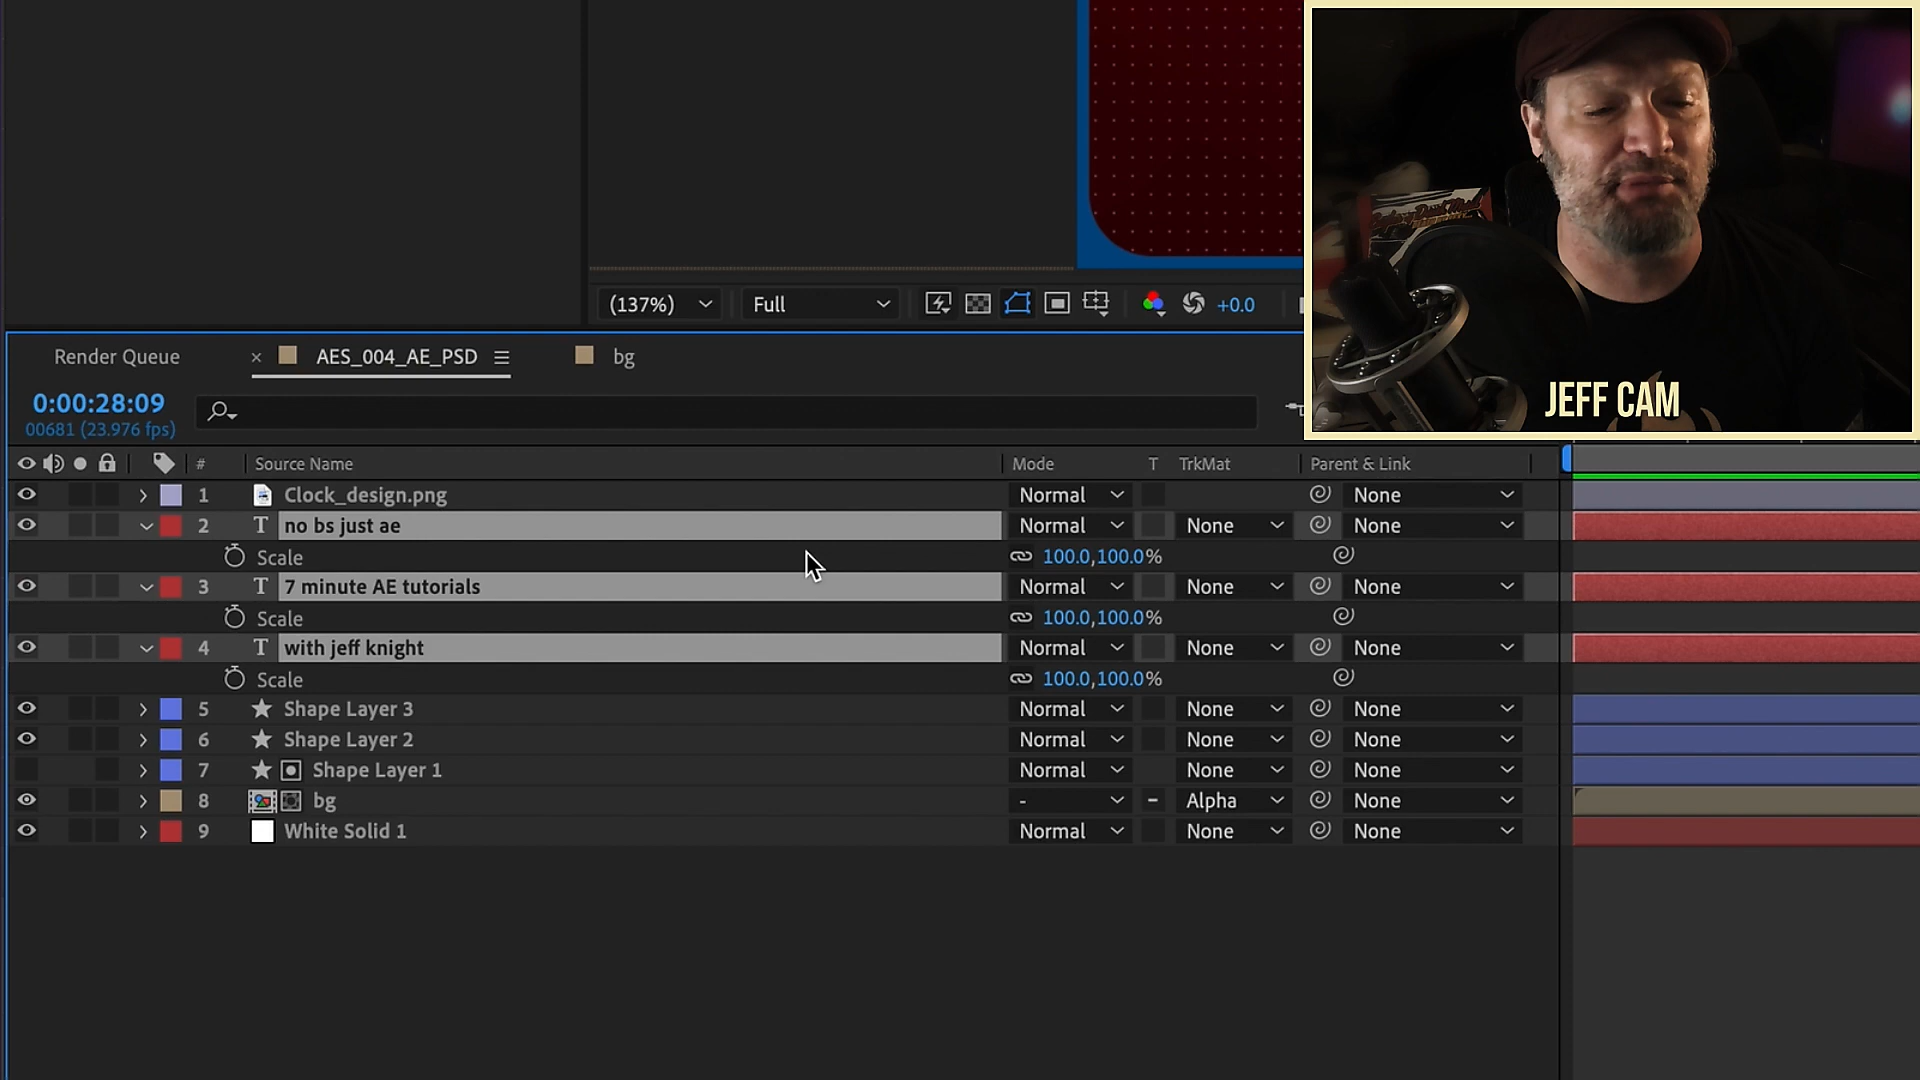 (137%) Full +0.0
Render Queue × AES_004_AE_PSD bg
0:00:28:09
00681 (23.976 fps)
# Source Name Mode T TrkMat Parent & Link
1 Clock_design.png Normal None
2 T no bs just ae Normal None None
Scale 100.0,100.0%
3 T 7 minute AE tutorials Normal None None
Scale 100.0,100.0%
4 T with jeff knight Normal None None
Scale 100.0,100.0%
5 Shape Layer 3 Normal None None
6 Shape Layer 2 Normal None None
7 Shape Layer 1 Normal None None
8 bg - Alpha None
9 White Solid 1 Normal None None
JEFF CAM